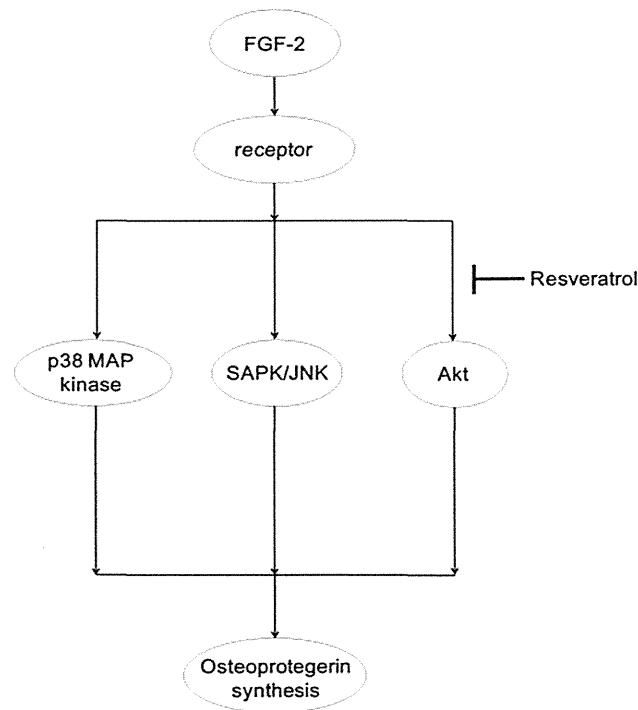 FGF-2
receptor
Resveratrol
p38 MAP
kinase
SAPK/JNK
Akt
Osteoprotegerin
synthesis